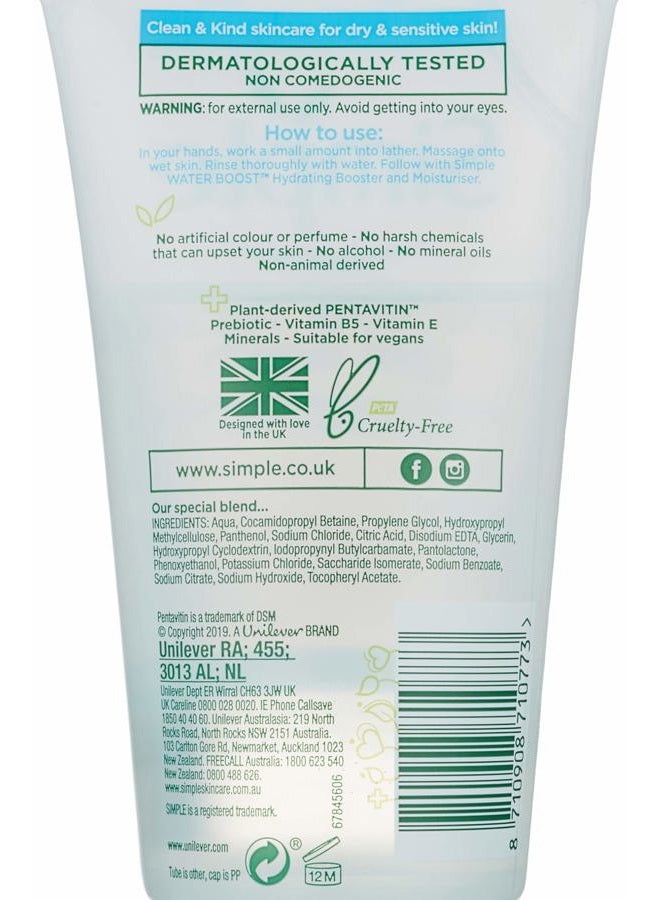 Clean & Kind skincare for dry & sensitive skin!
DERMATOLOGICALLY TESTED
NON COMEDOGENIC
WARNING: for external use only. Avoid getting into your eyes.
How to use:
In your hands, work a small amount into lather. Massage onto
wet skin. Rinse thoroughly with water. Follow with Simple
WATER BOOST™ Hydrating Booster and Moisturiser.
No artificial colour or perfume - No harsh chemicals
that can upset your skin - No alcohol - No mineral oils
Non-animal derived
Plant-derived PENTAVITIN™
Prebiotic - Vitamin B5 - Vitamin E
Minerals - Suitable for vegans
Designed with love
in the UK
PETA
Cruelty-Free
www.simple.co.uk
Our special blend...
INGREDIENTS: Aqua, Cocamidopropyl Betaine, Propylene Glycol, Hydroxypropyl
Methylcellulose, Panthenol, Sodium Chloride, Citric Acid, Disodium EDTA, Glycerin,
Hydroxypropyl Cyclodextrin, Iodopropynyl Butylcarbamate, Pantolactone,
Phenoxyethanol, Potassium Chloride, Saccharide Isomerate, Sodium Benzoate,
Sodium Citrate, Sodium Hydroxide, Tocopheryl Acetate.
Pentavitin is a trademark of DSM
© Copyright 2019. A Unilever BRAND
Unilever RA; 455;
3013 AL; NL
Unilever Dept ER Wirral CH63 3JW UK
UK Careline 0800 028 0020. IE Phone Callsave
1850 40 40 60. Unilever Australasia: 219 North
Rocks Road, North Rocks NSW 2151 Australia.
103 Carlton Gore Rd, Newmarket, Auckland 1023
New Zealand. FREECALL Australia: 1800 623 540
New Zealand: 0800 488 626.
www.simpleskincare.com.au
SIMPLE is a registered trademark.
67845606
8 710908 710773 >
www.unilever.com
®
12 M
Tube is other, cap is PP